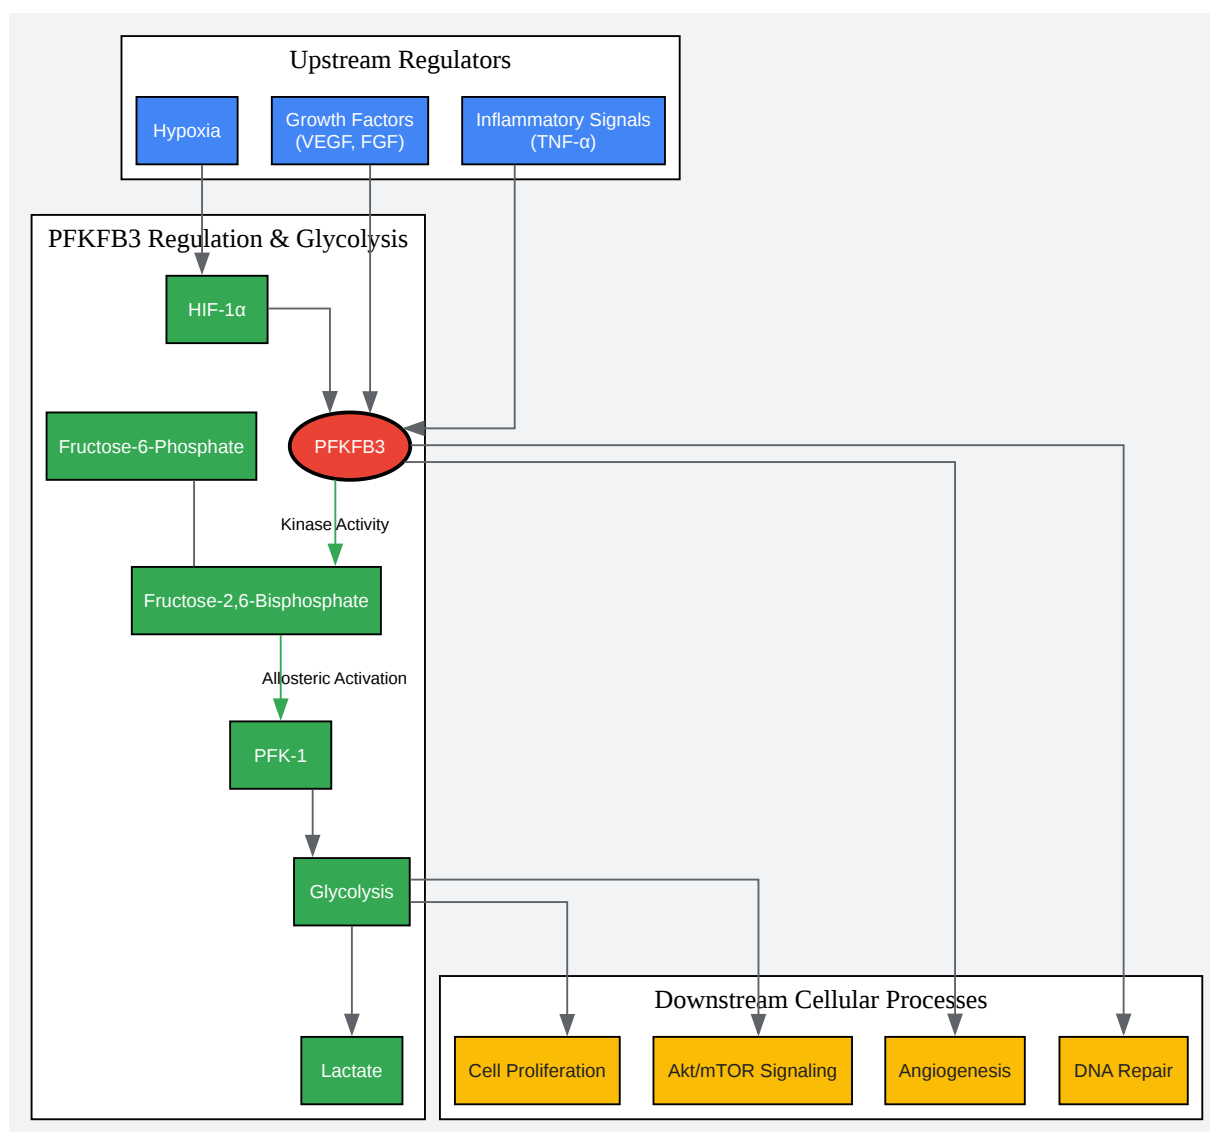 Upstream Regulators
Hypoxia
Growth Factors
(VEGF, FGF)
Inflammatory Signals
(TNF-α)
PFKFB3 Regulation & Glycolysis
HIF-1α
Fructose-6-Phosphate
PFKFB3
Kinase Activity
Fructose-2,6-Bisphosphate
Allosteric Activation
PFK-1
Glycolysis
Lactate
Downstream Cellular Processes
Cell Proliferation
Akt/mTOR Signaling
Angiogenesis
DNA Repair